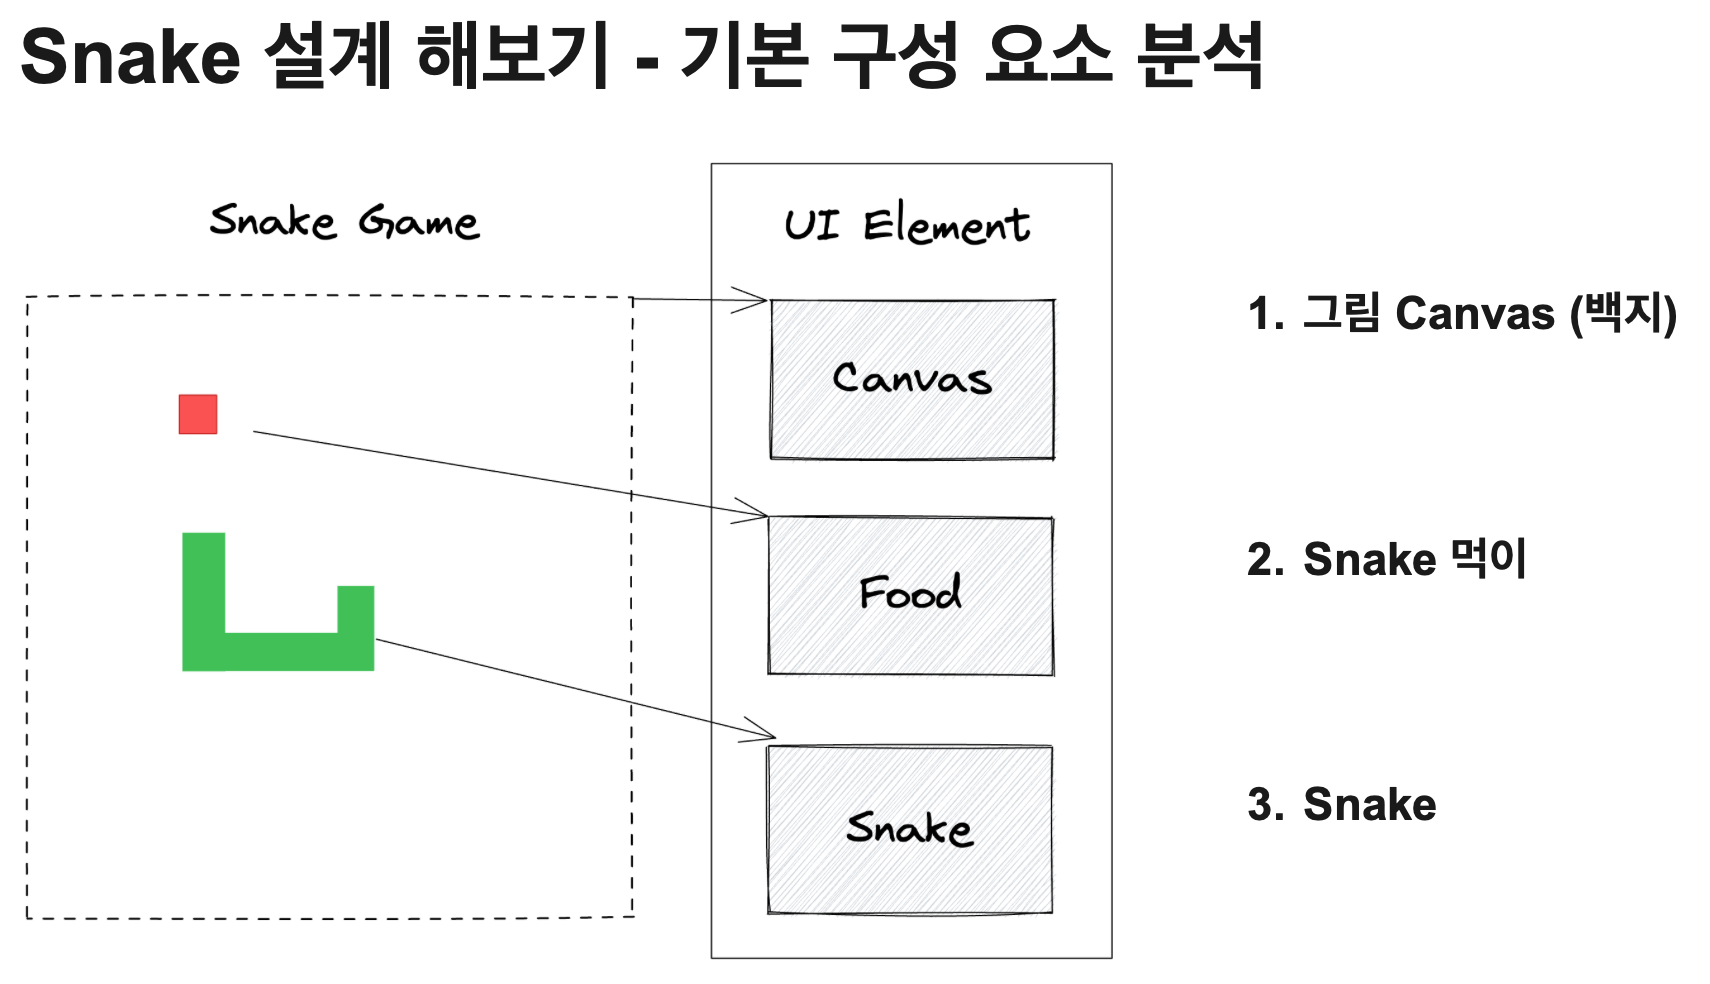 Snake 설계 해보기 - 기본 구성 요소 분석
Snake Game
UI Element
Canvas
Food
Snake
1. 그림 Canvas (백지)
2. Snake 먹이
3. Snake